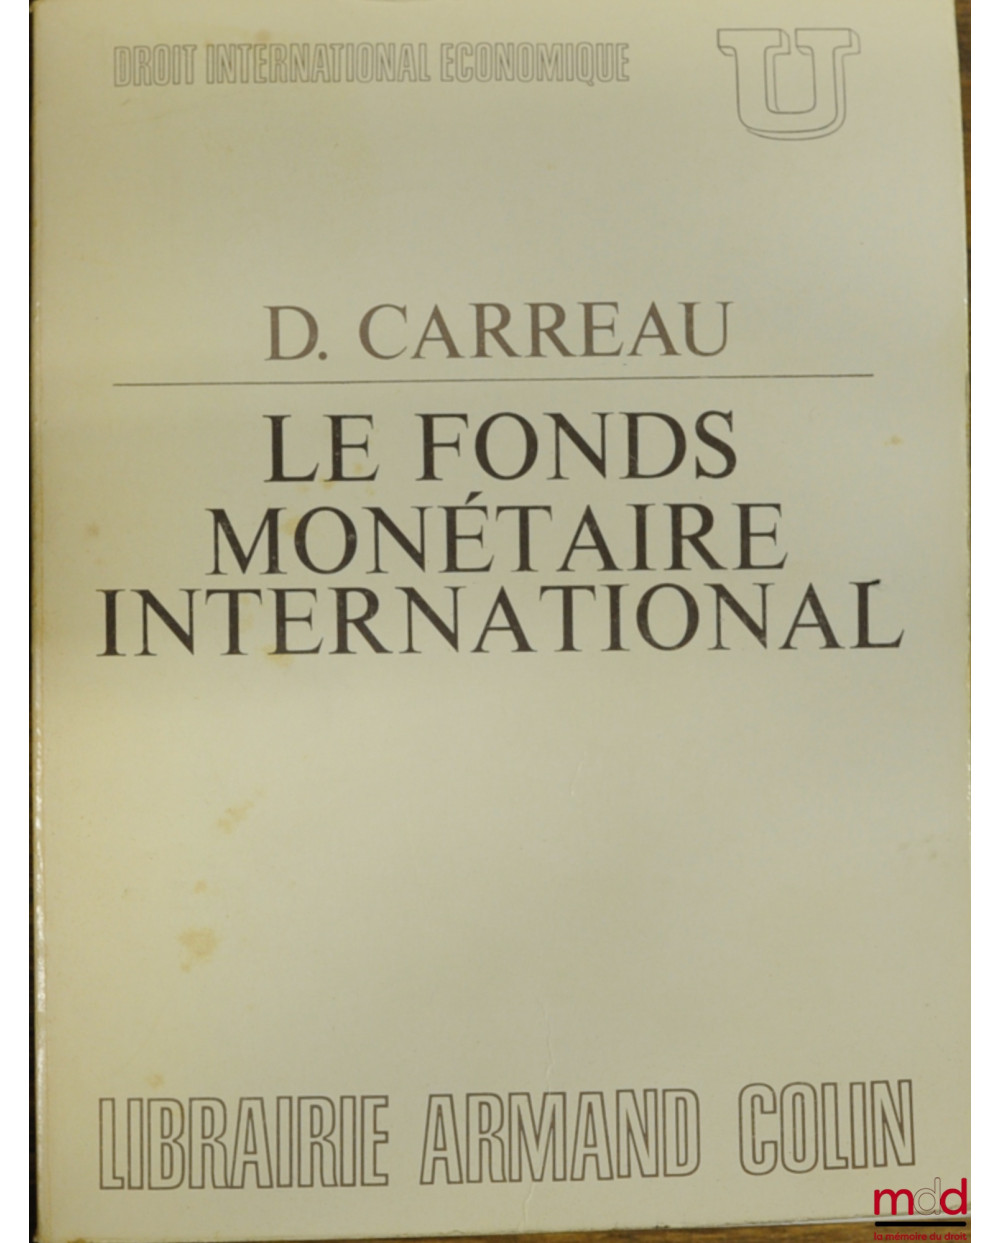 DROIT INTERNATIONAL ECONOMIQUE
U
D. CARREAU
LE FONDS
MONÉTAIRE
INTERNATIONAL
LIBRAIRIE ARMAND COLIN
mdd
la mémoire du droit